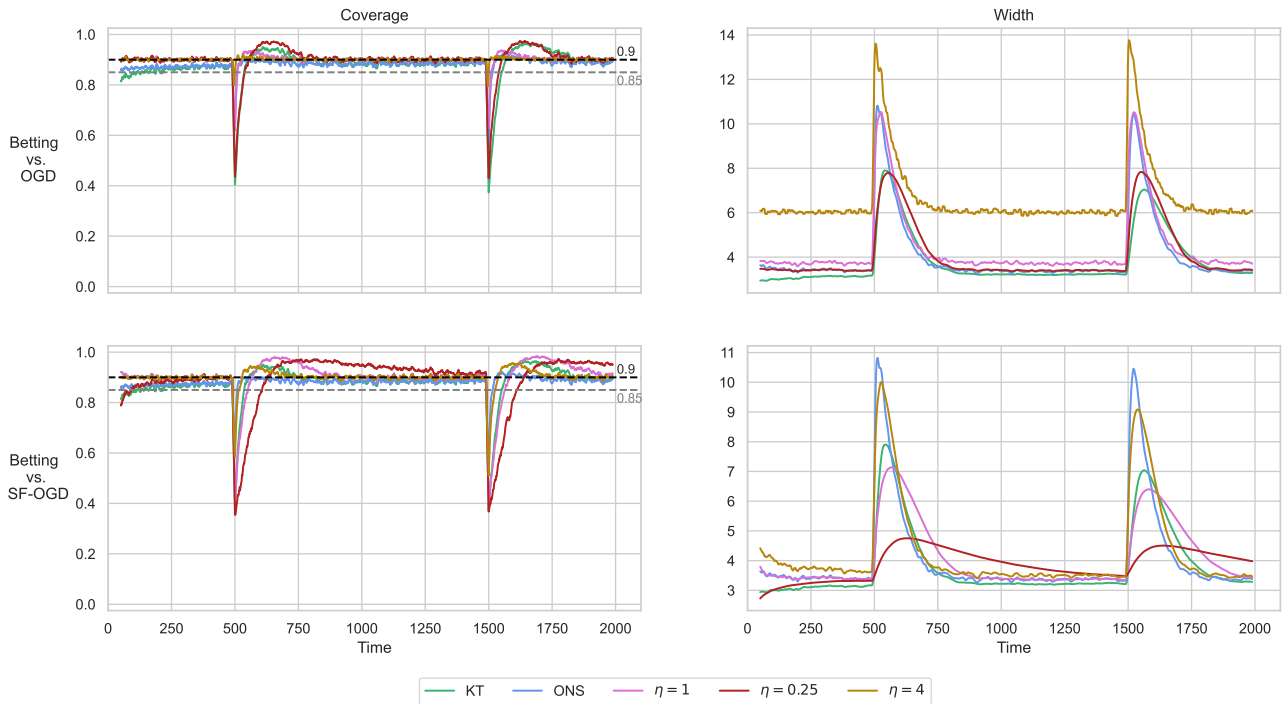 Coverage
Width
1.0
0.8
0.6
0.4
0.2
0.0
0.9
0.85
14
12
10
8
6
4
Betting
vs.
OGD
1.0
0.8
0.6
0.4
0.2
0.0
0.9
0.85
11
10
9
8
7
6
5
4
3
Betting
vs.
SF-OGD
0 250 500 750 1000 1250 1500 1750 2000
0 250 500 750 1000 1250 1500 1750 2000
Time
Time
KT ONS η = 1 η = 0.25 η = 4